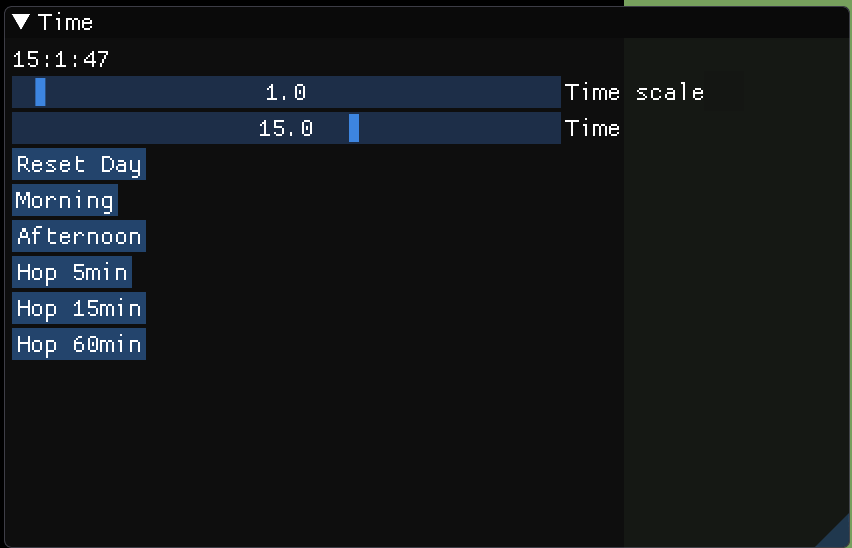 Time
15:1:47
1.0 Time scale
15.0 Time
Reset Day
Morning
Afternoon
Hop 5min
Hop 15min
Hop 60min